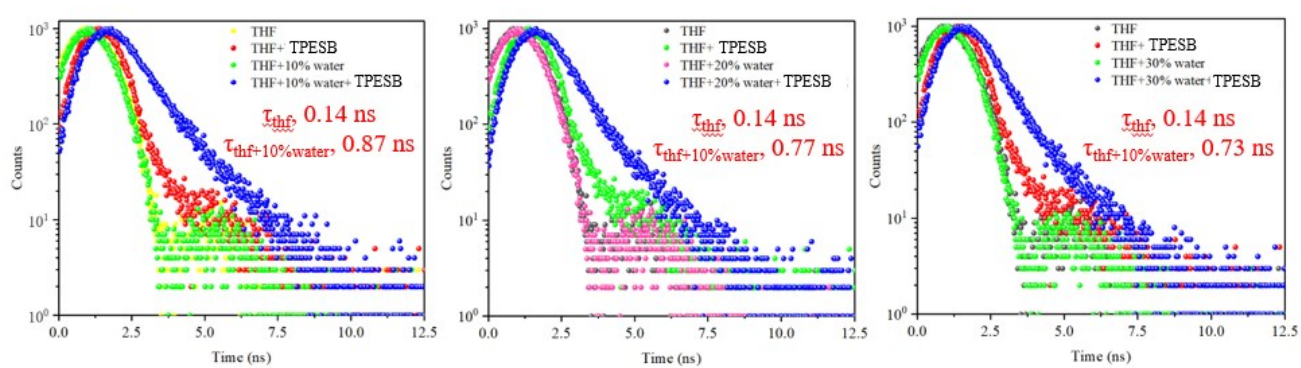 THF
THF+ TPESB
THF+10% water
THF+10% water+ TPESB
τthf, 0.14 ns
τthf+10%water, 0.87 ns
Counts
10³
10²
10¹
10⁰
0.0 2.5 5.0 7.5 10.0 12.5
Time (ns)
THF
THF+ TPESB
THF+20% water
THF+20% water+ TPESB
τthf, 0.14 ns
τthf+10%water, 0.77 ns
Counts
10³
10²
10¹
10⁰
0.0 2.5 5.0 7.5 10.0 12.5
Time (ns)
THF
THF+ TPESB
THF+30% water
THF+30% water+TPESB
τthf, 0.14 ns
τthf+10%water, 0.73 ns
Counts
10³
10²
10¹
10⁰
0.0 2.5 5.0 7.5 10.0 12.5
Time (ns)